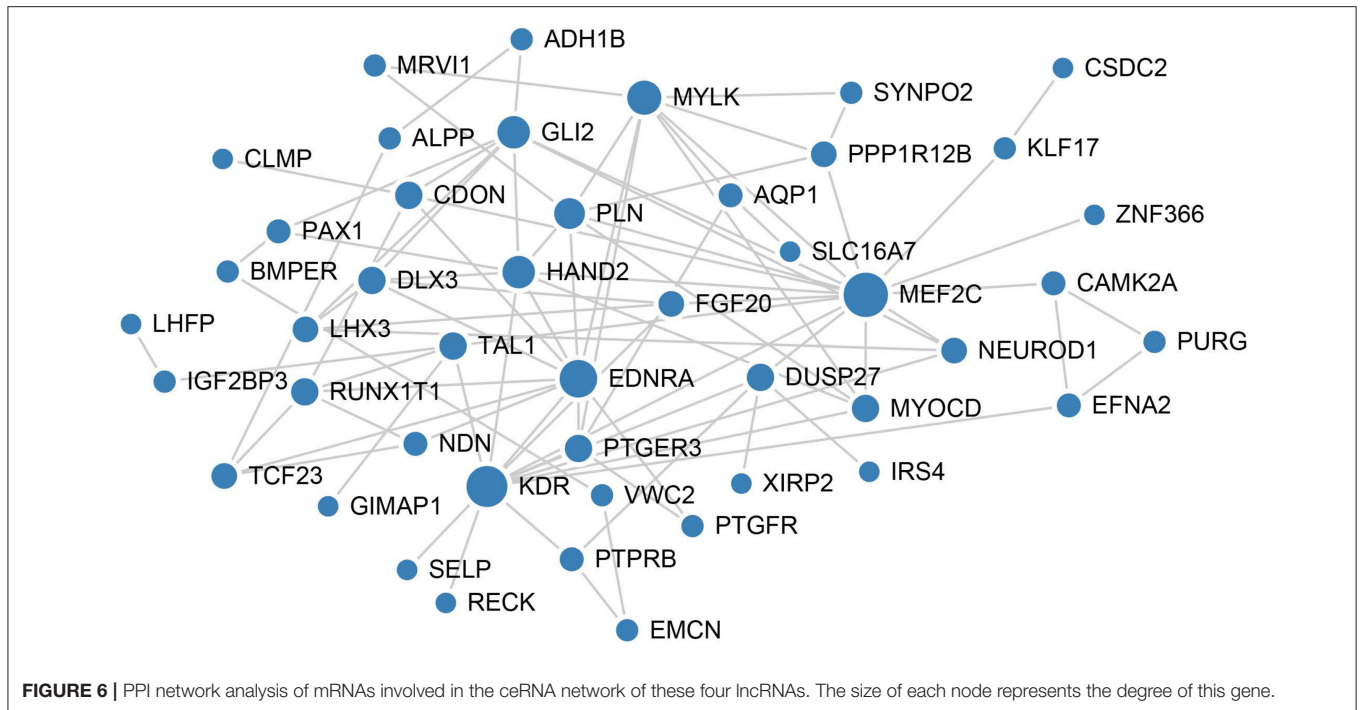 ADH1B
MRVI1
CSDC2
MYLK
SYNPO2
GLI2
ALPP
KLF17
PPP1R12B
CLMP
CDON
AQP1
PLN
ZNF366
PAX1
SLC16A7
BMPER
DLX3
HAND2
CAMK2A
MEF2C
FGF20
LHFP
LHX3
TAL1
NEUROD1
PURG
IGF2BP3
EDNRA
DUSP27
RUNX1T1
MYOCD
EFNA2
NDN
PTGER3
TCF23
IRS4
KDR
XIRP2
VWC2
GIMAP1
PTGFR
PTPRB
SELP
RECK
EMCN
FIGURE 6 | PPI network analysis of mRNAs involved in the ceRNA network of these four lncRNAs. The size of each node represents the degree of this gene.